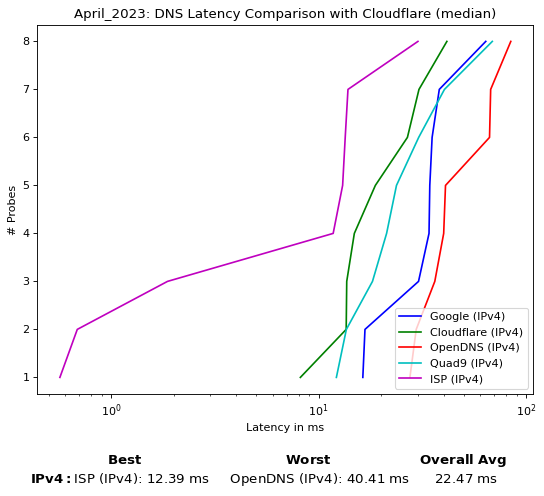 April_2023: DNS Latency Comparison with Cloudflare (median)
8
7
6
5
4
3
2
1
# Probes
Google (IPv4)
Cloudflare (IPv4)
OpenDNS (IPv4)
Quad9 (IPv4)
ISP (IPv4)
10⁰ 10¹ 10²
Latency in ms
Best Worst Overall Avg
IPv4: ISP (IPv4): 12.39 ms OpenDNS (IPv4): 40.41 ms 22.47 ms